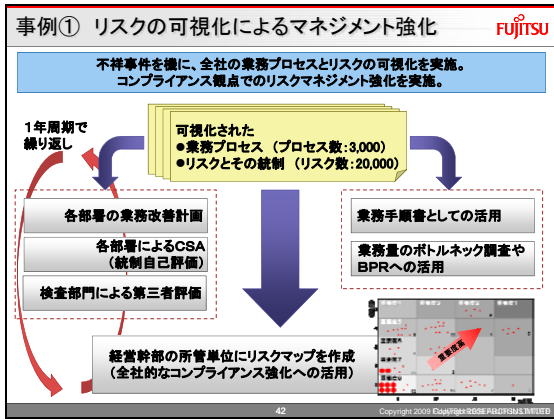 事例① リスクの可視化によるマネジメント強化
FUJITSU
不祥事件を機に、全社の業務プロセスとリスクの可視化を実施。
コンプライアンス観点でのリスクマネジメント強化を実施。
1年周期で
繰り返し
可視化された
●業務プロセス (プロセス数:3,000)
●リスクとその統制 (リスク数:20,000)
各部署の業務改善計画
各部署によるCSA
(統制自己評価)
検査部門による第三者評価
業務手順書としての活用
業務量のボトルネック調査や
BPRへの活用
経営幹部の所管単位にリスクマップを作成
(全社的なコンプライアンス強化への活用)
重要度高
42
Copyright 2009